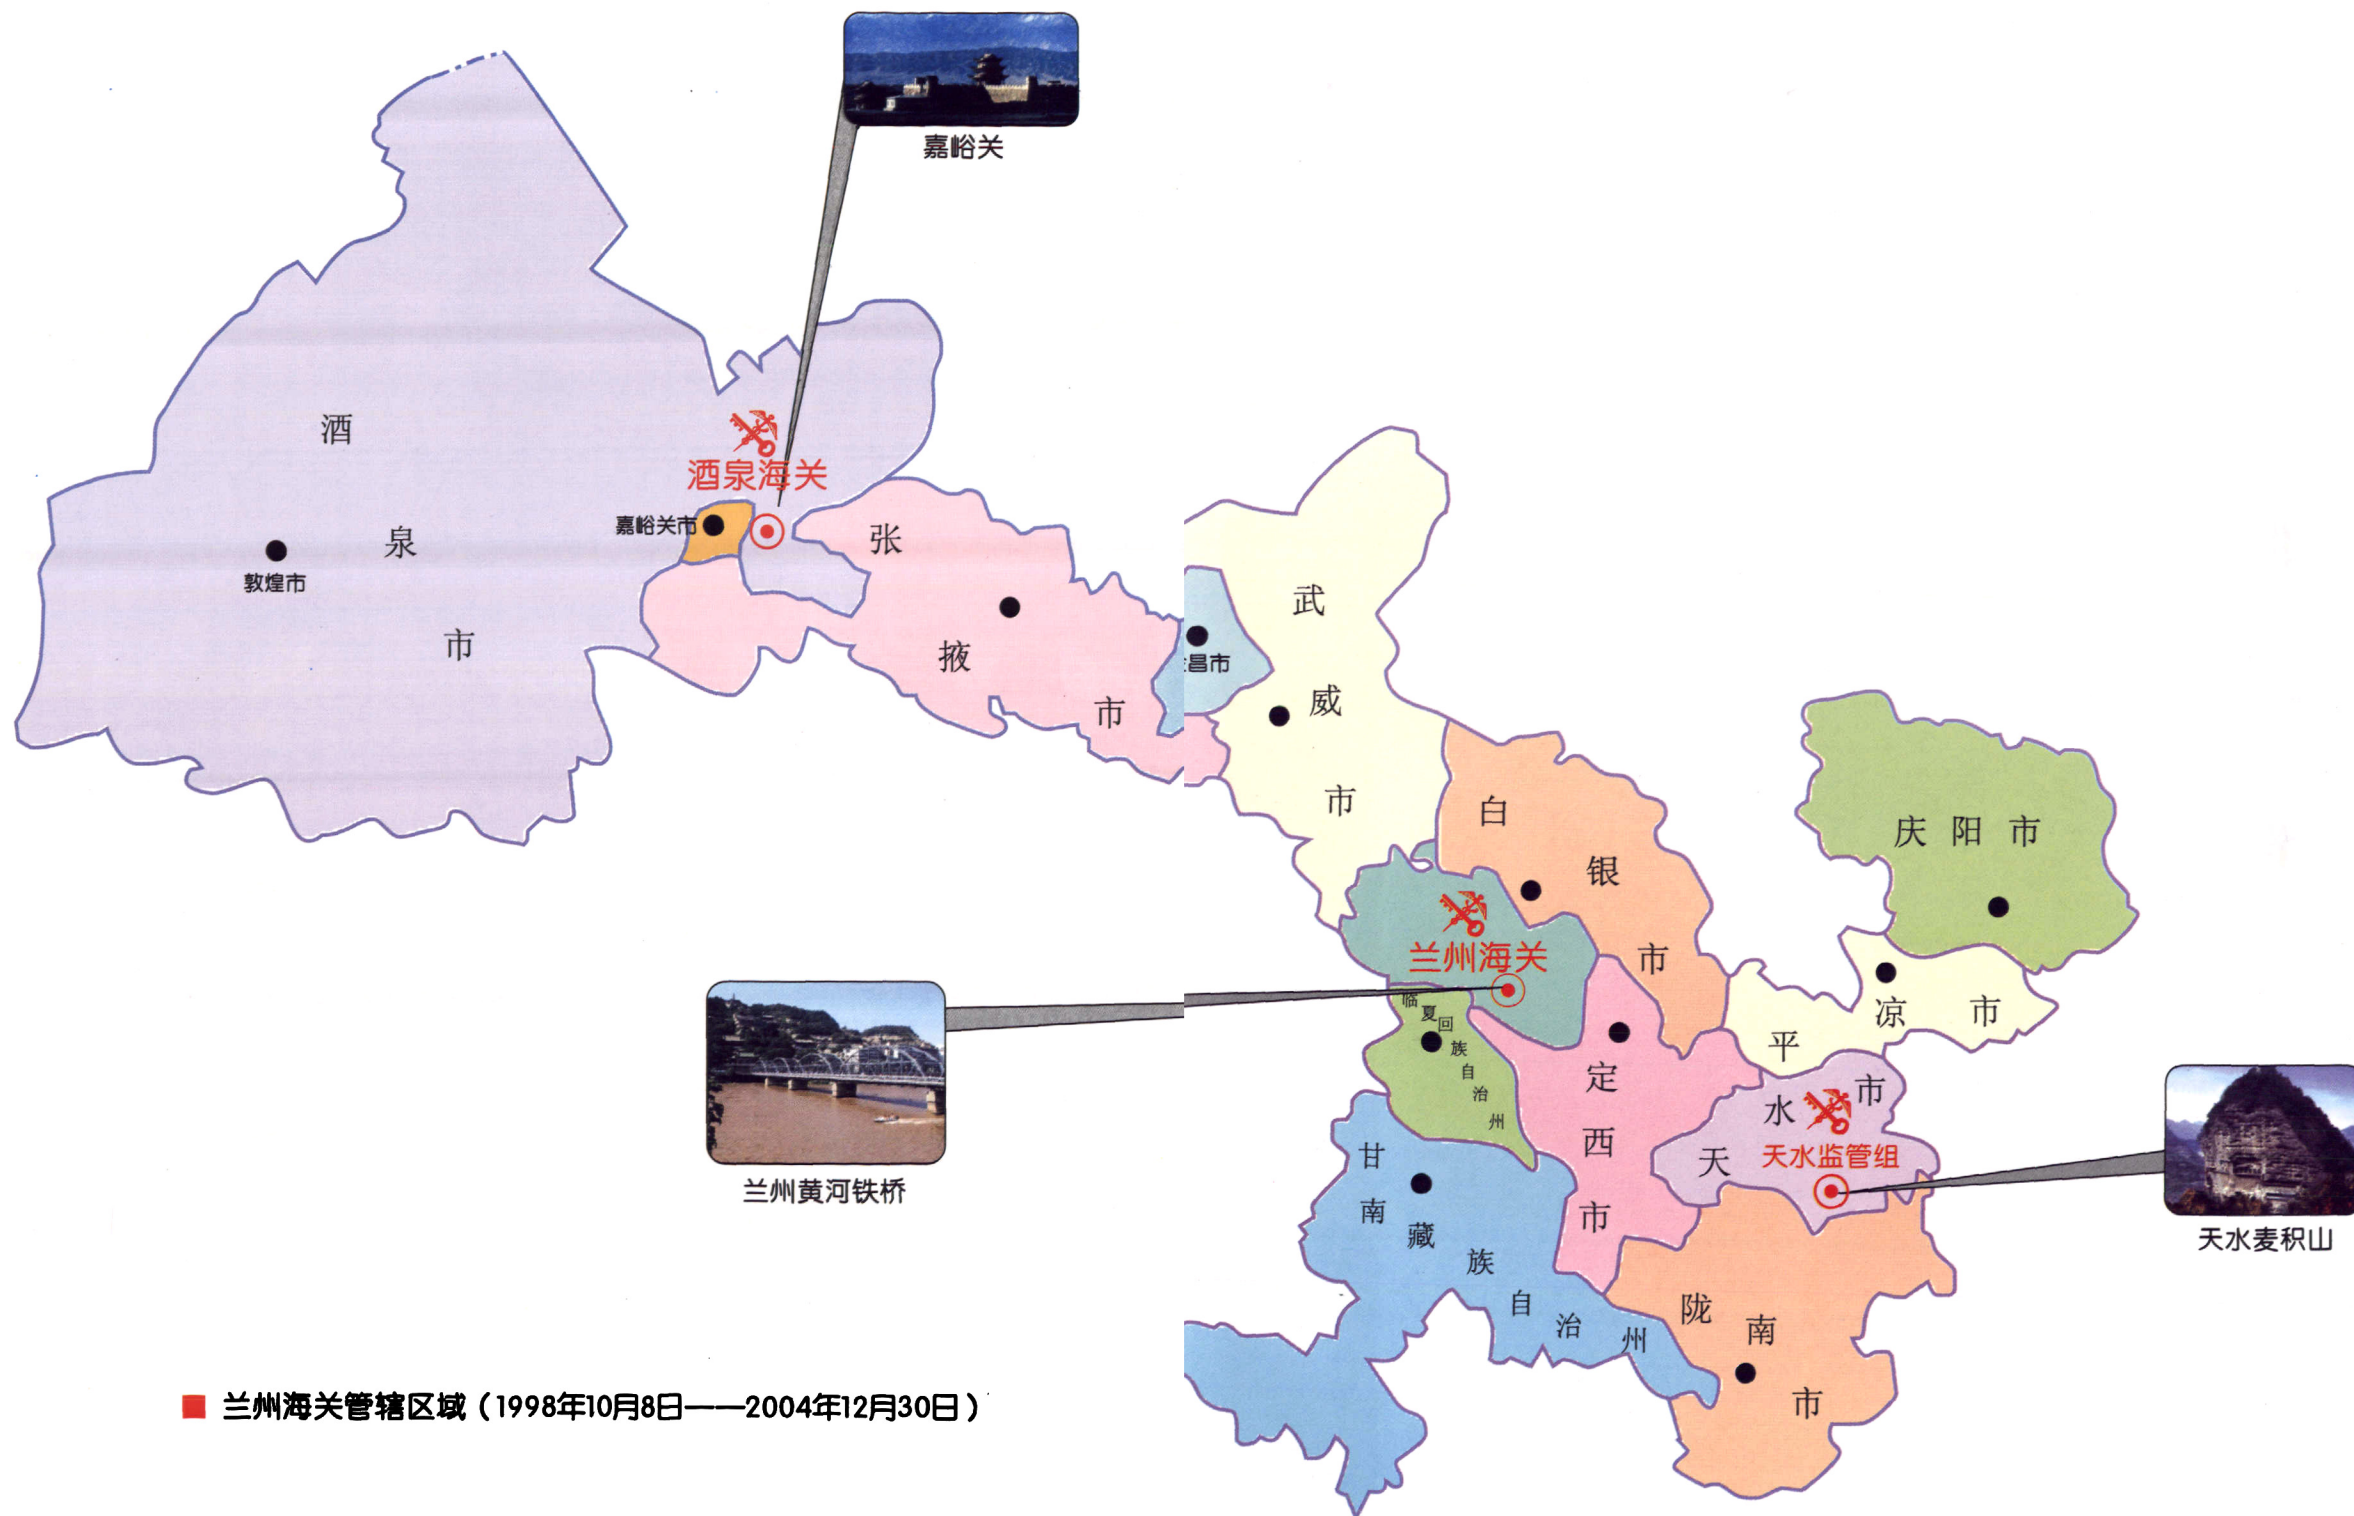 嘉峪关
酒泉市
酒泉海关
嘉峪关市
敦煌市
张掖市
昌市
武威市
白银市
庆阳市
兰州海关
临夏回族自治州
平凉市
定西市
天水市
天水监管组
甘南藏族自治州
陇南市
兰州黄河铁桥
天水麦积山
兰州海关管辖区域（1998年10月8日——2004年12月30日）